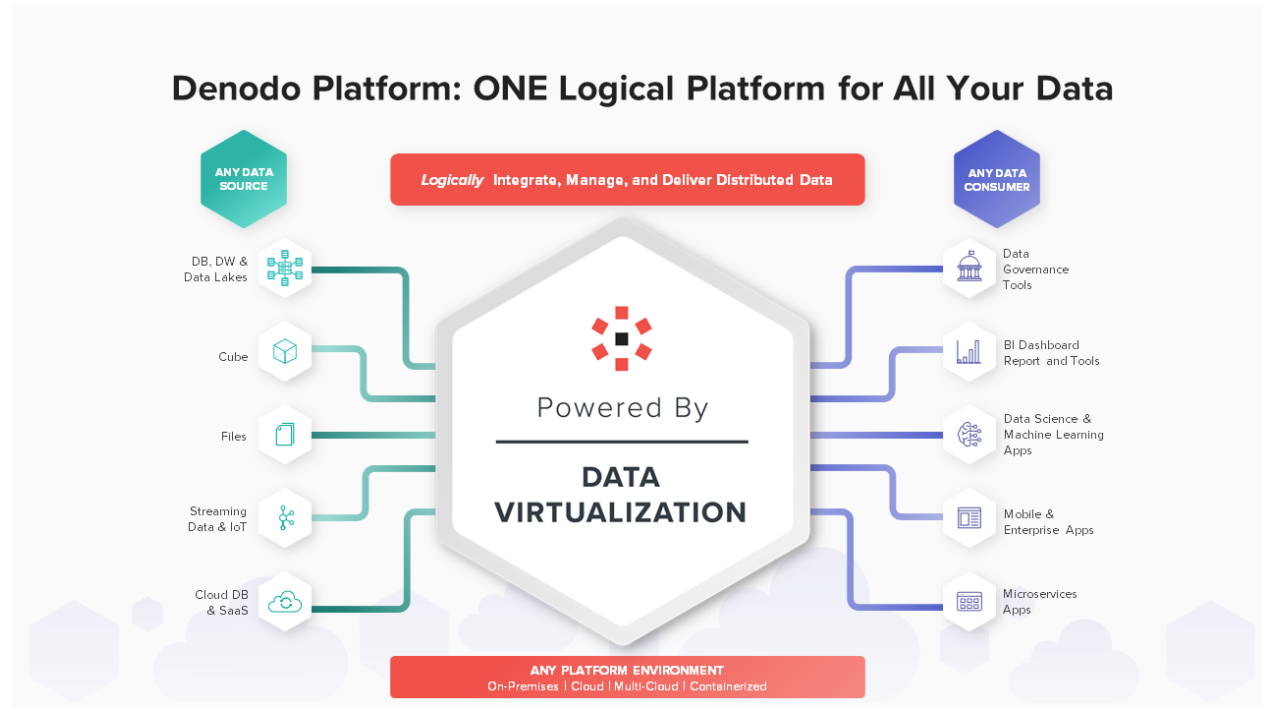 Denodo Platform: ONE Logical Platform for All Your Data
ANY DATA
SOURCE
Logically Integrate, Manage, and Deliver Distributed Data
ANY DATA
CONSUMER
DB, DW &
Data Lakes
Cube
Files
Streaming
Data & IoT
Cloud DB
& SaaS
Powered By
DATA
VIRTUALIZATION
Data
Governance
Tools
BI Dashboard
Report and Tools
Data Science &
Machine Learning
Apps
Mobile &
Enterprise Apps
Microservices
Apps
ANY PLATFORM ENVIRONMENT
On-Premises | Cloud | Multi-Cloud | Containerized